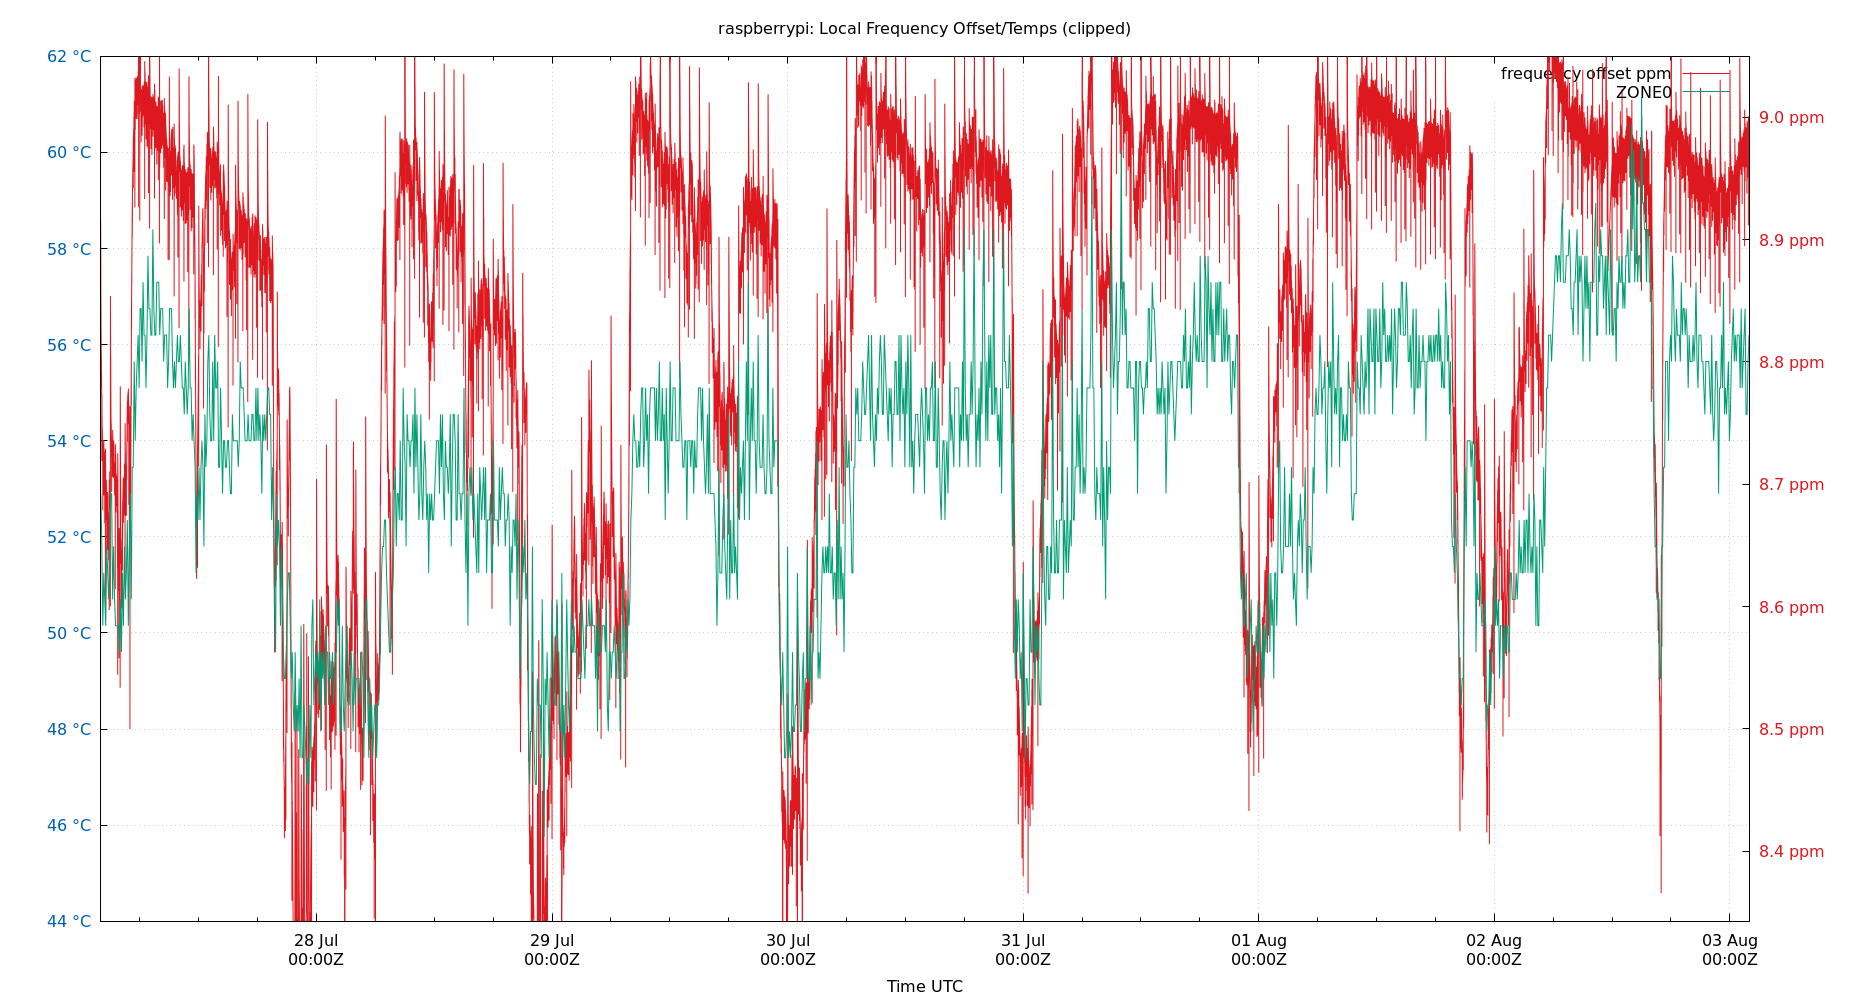 raspberrypi: Local Frequency Offset/Temps (clipped)
62 °C
60 °C
58 °C
56 °C
54 °C
52 °C
50 °C
48 °C
46 °C
44 °C
frequency offset ppm
ZONE0
9.0 ppm
8.9 ppm
8.8 ppm
8.7 ppm
8.6 ppm
8.5 ppm
8.4 ppm
28 Jul 29 Jul 30 Jul 31 Jul 01 Aug 02 Aug 03 Aug
00:00Z 00:00Z 00:00Z 00:00Z 00:00Z 00:00Z 00:00Z
Time UTC